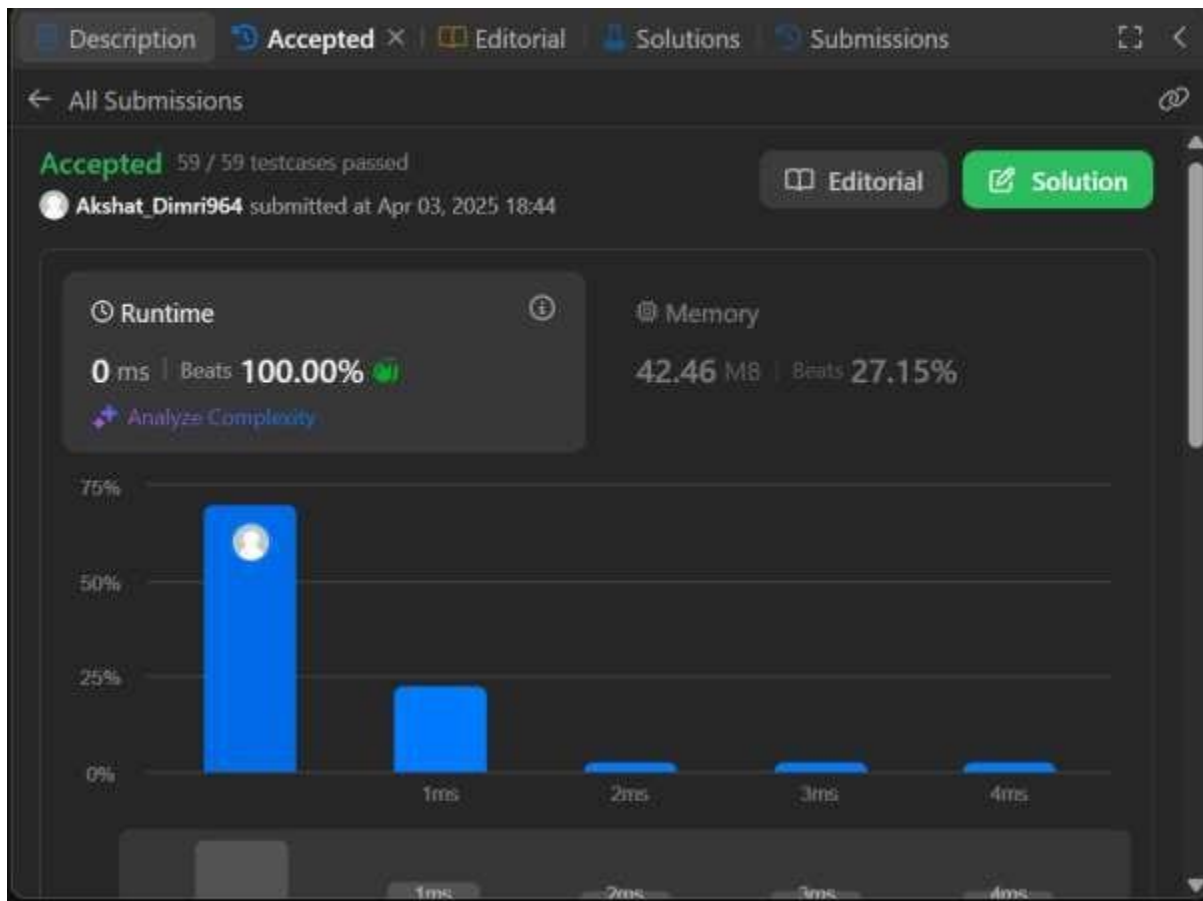 Description Accepted × Editorial Solutions Submissions
← All Submissions
Accepted 59 / 59 testcases passed
Editorial Solution
Akshat_Dimri964 submitted at Apr 03, 2025 18:44
Runtime
0 ms | Beats 100.00%
Analyze Complexity
Memory
42.46 MB | Beats 27.15%
75%
50%
25%
0%
1ms 2ms 3ms 4ms
1ms 2ms 3ms 4ms